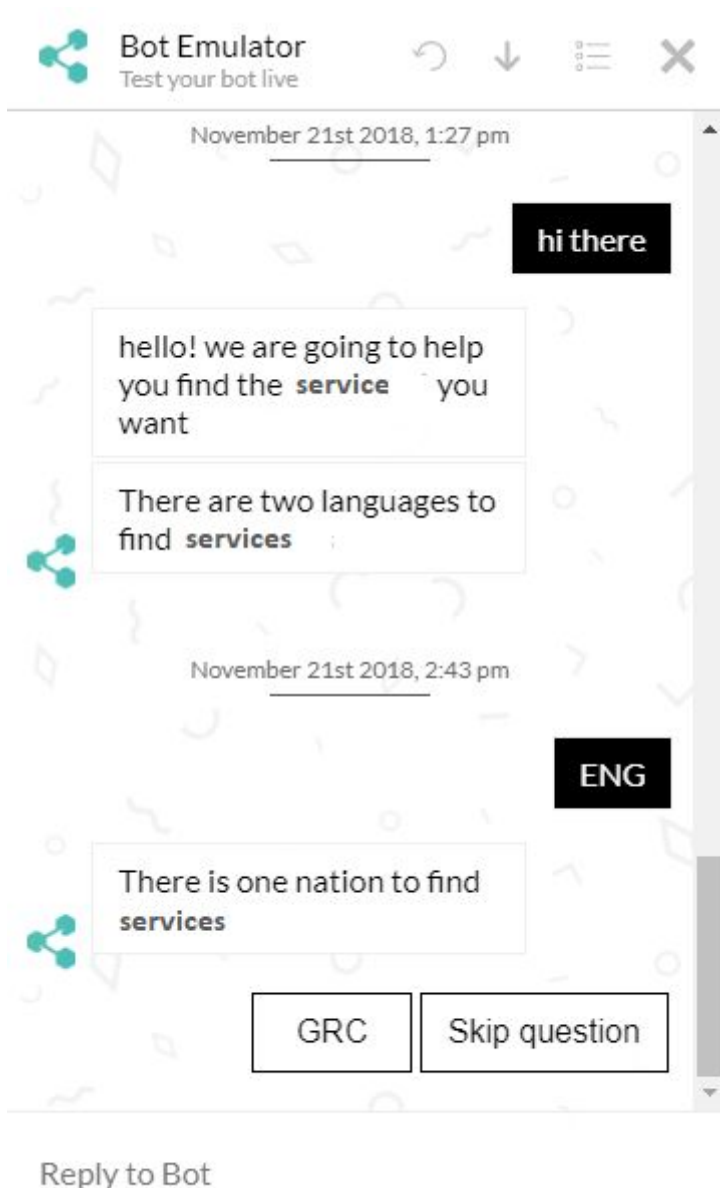 Bot Emulator
Test your bot live
November 21st 2018, 1:27 pm
hi there
hello! we are going to help
you find the service you
want
There are two languages to
find services
November 21st 2018, 2:43 pm
ENG
There is one nation to find
services
GRC
Skip question
Reply to Bot